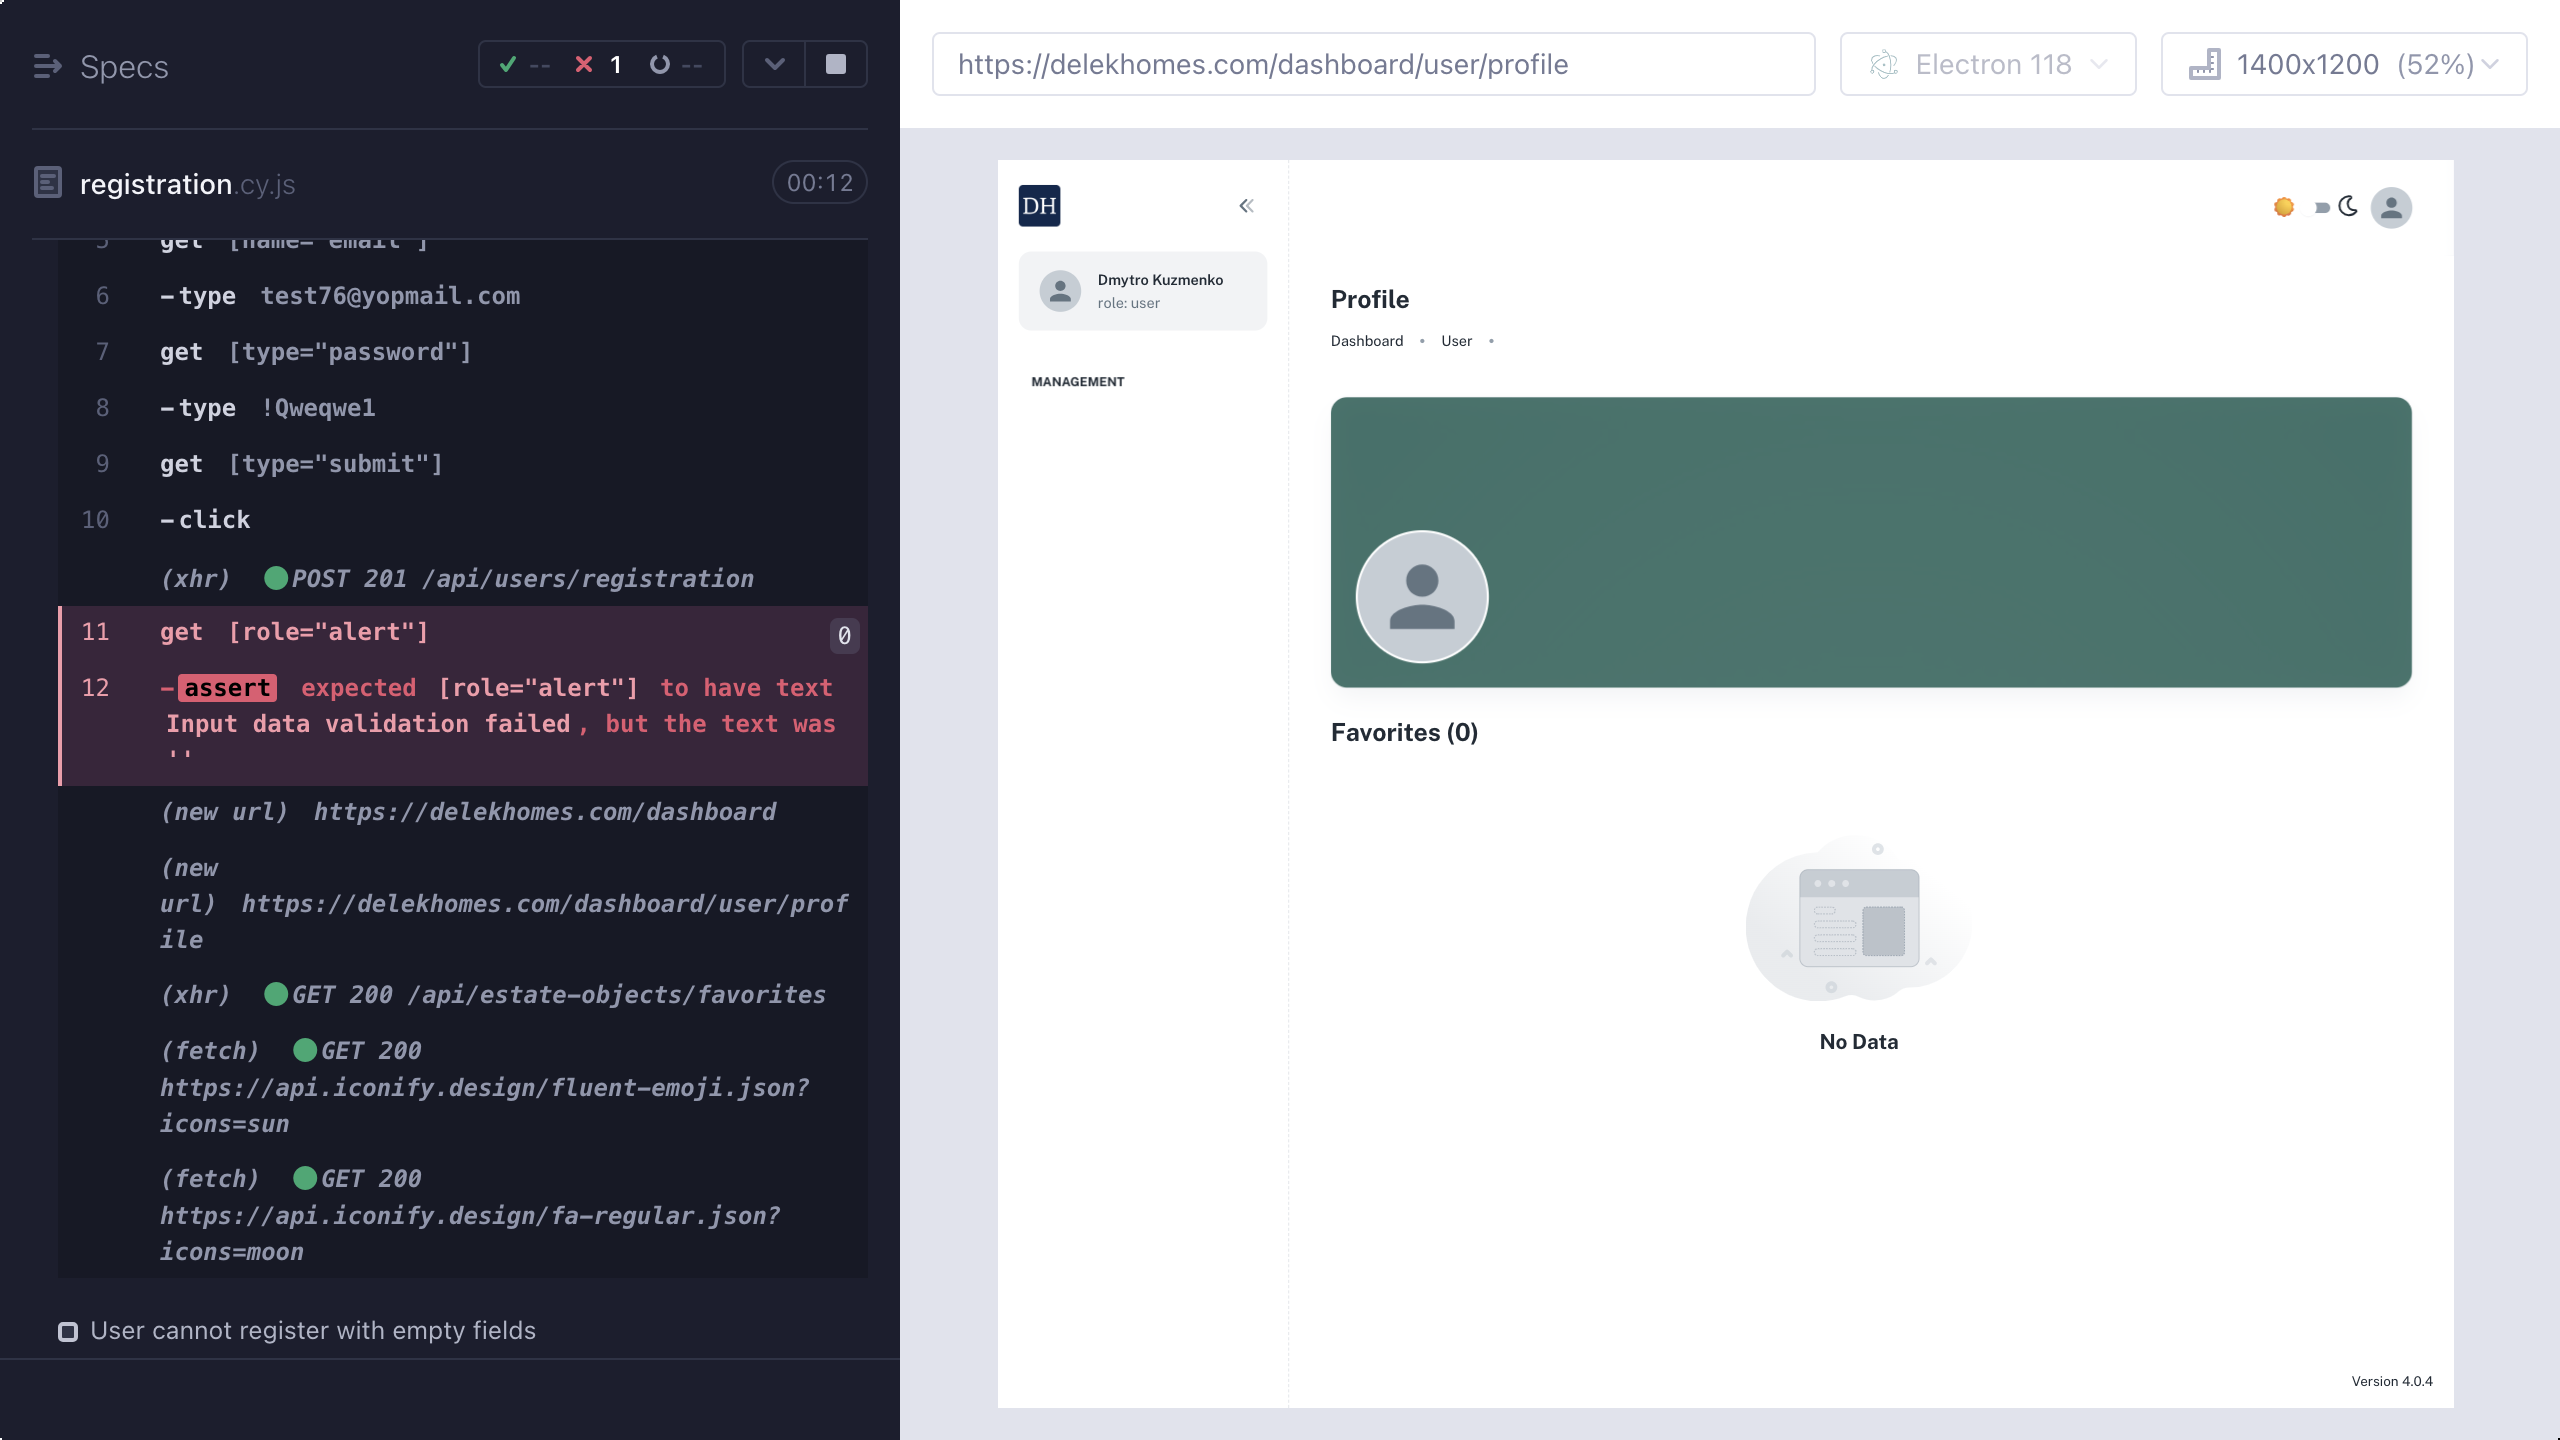 Specs
-- 1 --
registration.cy.js
00:12
5 get [name="email"]
6 -type test76@yopmail.com
7 get [type="password"]
8 -type !Qweqwe1
9 get [type="submit"]
10 -click
(xhr) POST 201 /api/users/registration
11 get [role="alert"] 0
12 -assert expected [role="alert"] to have text
Input data validation failed, but the text was
''
(new url) https://delekhomes.com/dashboard
(new
url) https://delekhomes.com/dashboard/user/prof
ile
(xhr) GET 200 /api/estate-objects/favorites
(fetch) GET 200
https://api.iconify.design/fluent-emoji.json?
icons=sun
(fetch) GET 200
https://api.iconify.design/fa-regular.json?
icons=moon
User cannot register with empty fields
https://delekhomes.com/dashboard/user/profile
Electron 118
1400x1200 (52%)
DH
Dmytro Kuzmenko
role: user
MANAGEMENT
Profile
Dashboard • User •
Favorites (0)
No Data
Version 4.0.4